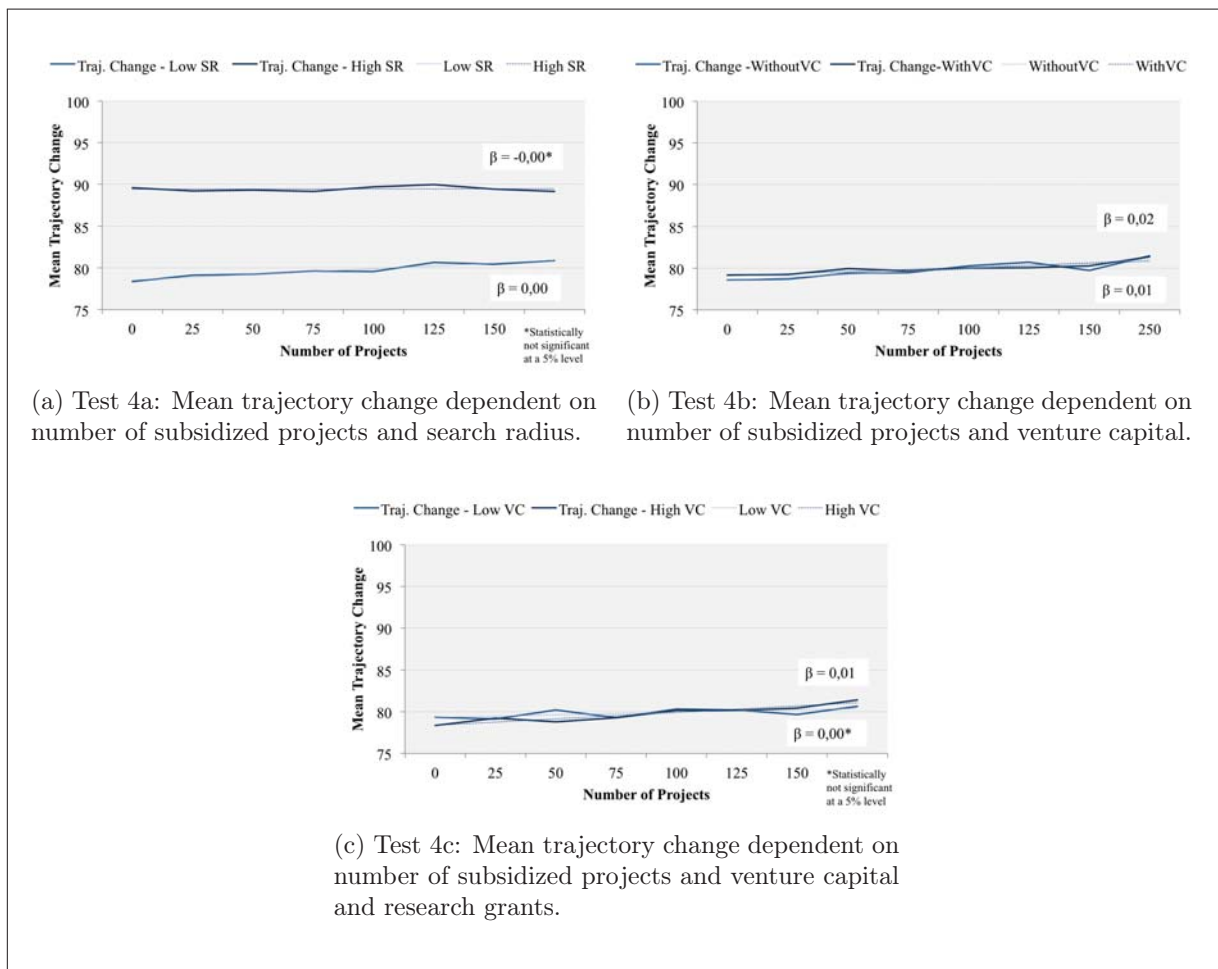 Traj. Change - Low SR Traj. Change - High SR Low SR High SR
100
95
90
85
80
75
Mean Trajectory Change
β = -0,00*
β = 0,00
0 25 50 75 100 125 150
*Statistically
not significant
at a 5% level
Number of Projects
(a) Test 4a: Mean trajectory change dependent on
number of subsidized projects and search radius.
Traj. Change -WithoutVC Traj. Change-WithVC WithoutVC WithVC
100
95
90
85
80
75
Mean Trajectory Change
β = 0,02
β = 0,01
0 25 50 75 100 125 150 250
Number of Projects
(b) Test 4b: Mean trajectory change dependent on
number of subsidized projects and venture capital.
Traj. Change - Low VC Traj. Change - High VC Low VC High VC
100
95
90
85
80
75
Mean Trajectory Change
β = 0,01
β = 0,00*
0 25 50 75 100 125 150
*Statistically
not significant
at a 5% level
Number of Projects
(c) Test 4c: Mean trajectory change dependent on
number of subsidized projects and venture capital
and research grants.